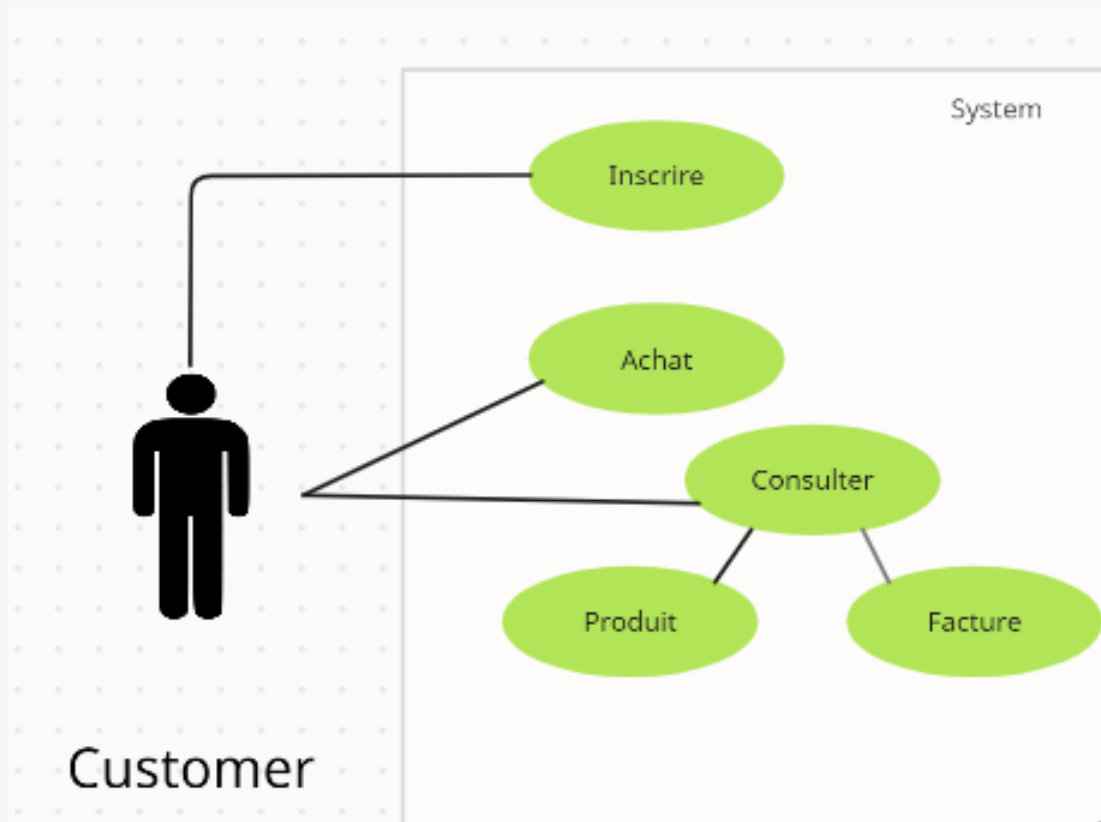 System
Inscrire
Achat
Consulter
Produit
Facture
Customer